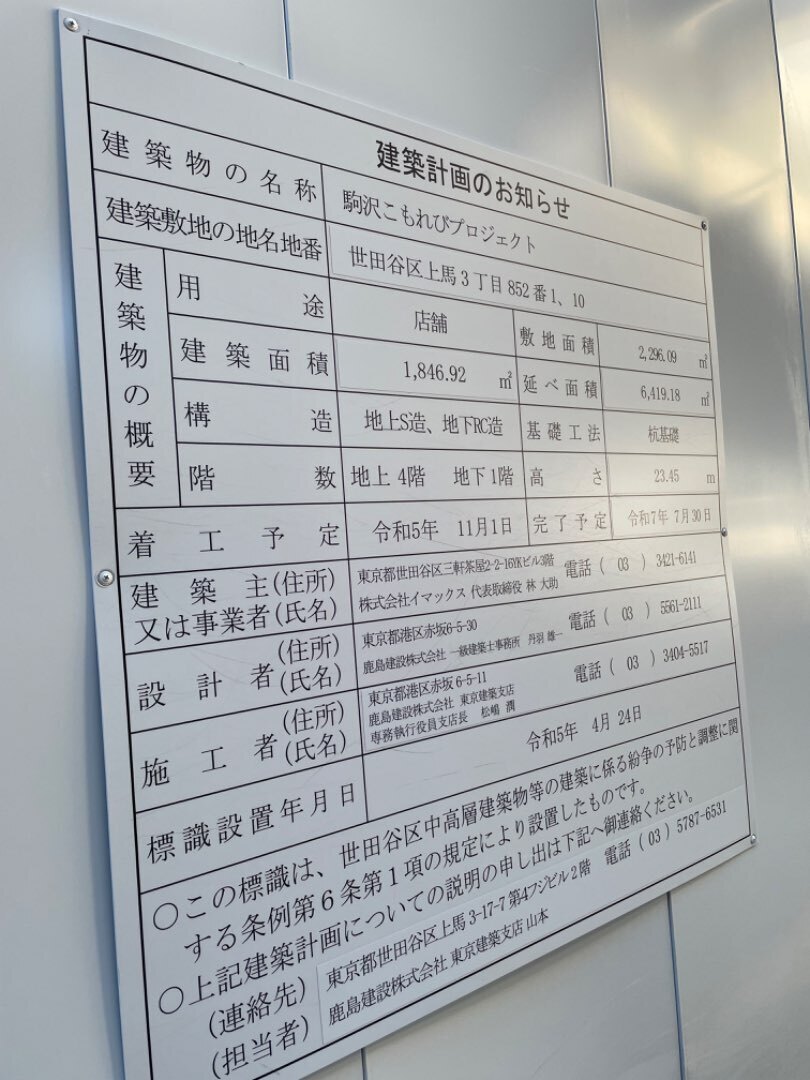 建築計画のお知らせ
建築物の名称 駒沢こもれびプロジェクト
建築敷地の地名地番 世田谷区上馬3丁目852番1、10
建築物の概要
用途 店舗 敷地面積 2,296.09 ㎡
建築面積 1,846.92 ㎡ 延べ面積 6,419.18 ㎡
構造 地上S造、地下RC造 基礎工法 杭基礎
階数 地上 4階 地下 1階 高さ 23.45 m
着工予定 令和5年 11月1日 完了予定 令和7年 7月30日
建築主(住所) 東京都世田谷区三軒茶屋2-2-16YKビル3階 電話( 03 ) 3421-6141
又は事業者(氏名) 株式会社イマックス 代表取締役 林 大助
設計者(住所) 東京都港区赤坂6-5-30 電話( 03 ) 5561-2111
(氏名) 鹿島建設株式会社 一級建築士事務所 丹羽 雄一
施工者(住所) 東京都港区赤坂 6-5-11 電話( 03 ) 3404-5517
(氏名) 鹿島建設株式会社 東京建築支店
専務執行役員支店長 松嶋 潤
標識設置年月日 令和5年 4月 24日
○この標識は、世田谷区中高層建築物等の建築に係る紛争の予防と調整に関
する条例第6条第1項の規定により設置したものです。
○上記建築計画についての説明の申し出は下記へ御連絡ください。
(連絡先) 東京都世田谷区上馬 3-17-7 第4フジビル 2 階 電話( 03 ) 5787-6531
(担当者) 鹿島建設株式会社 東京建築支店 山本